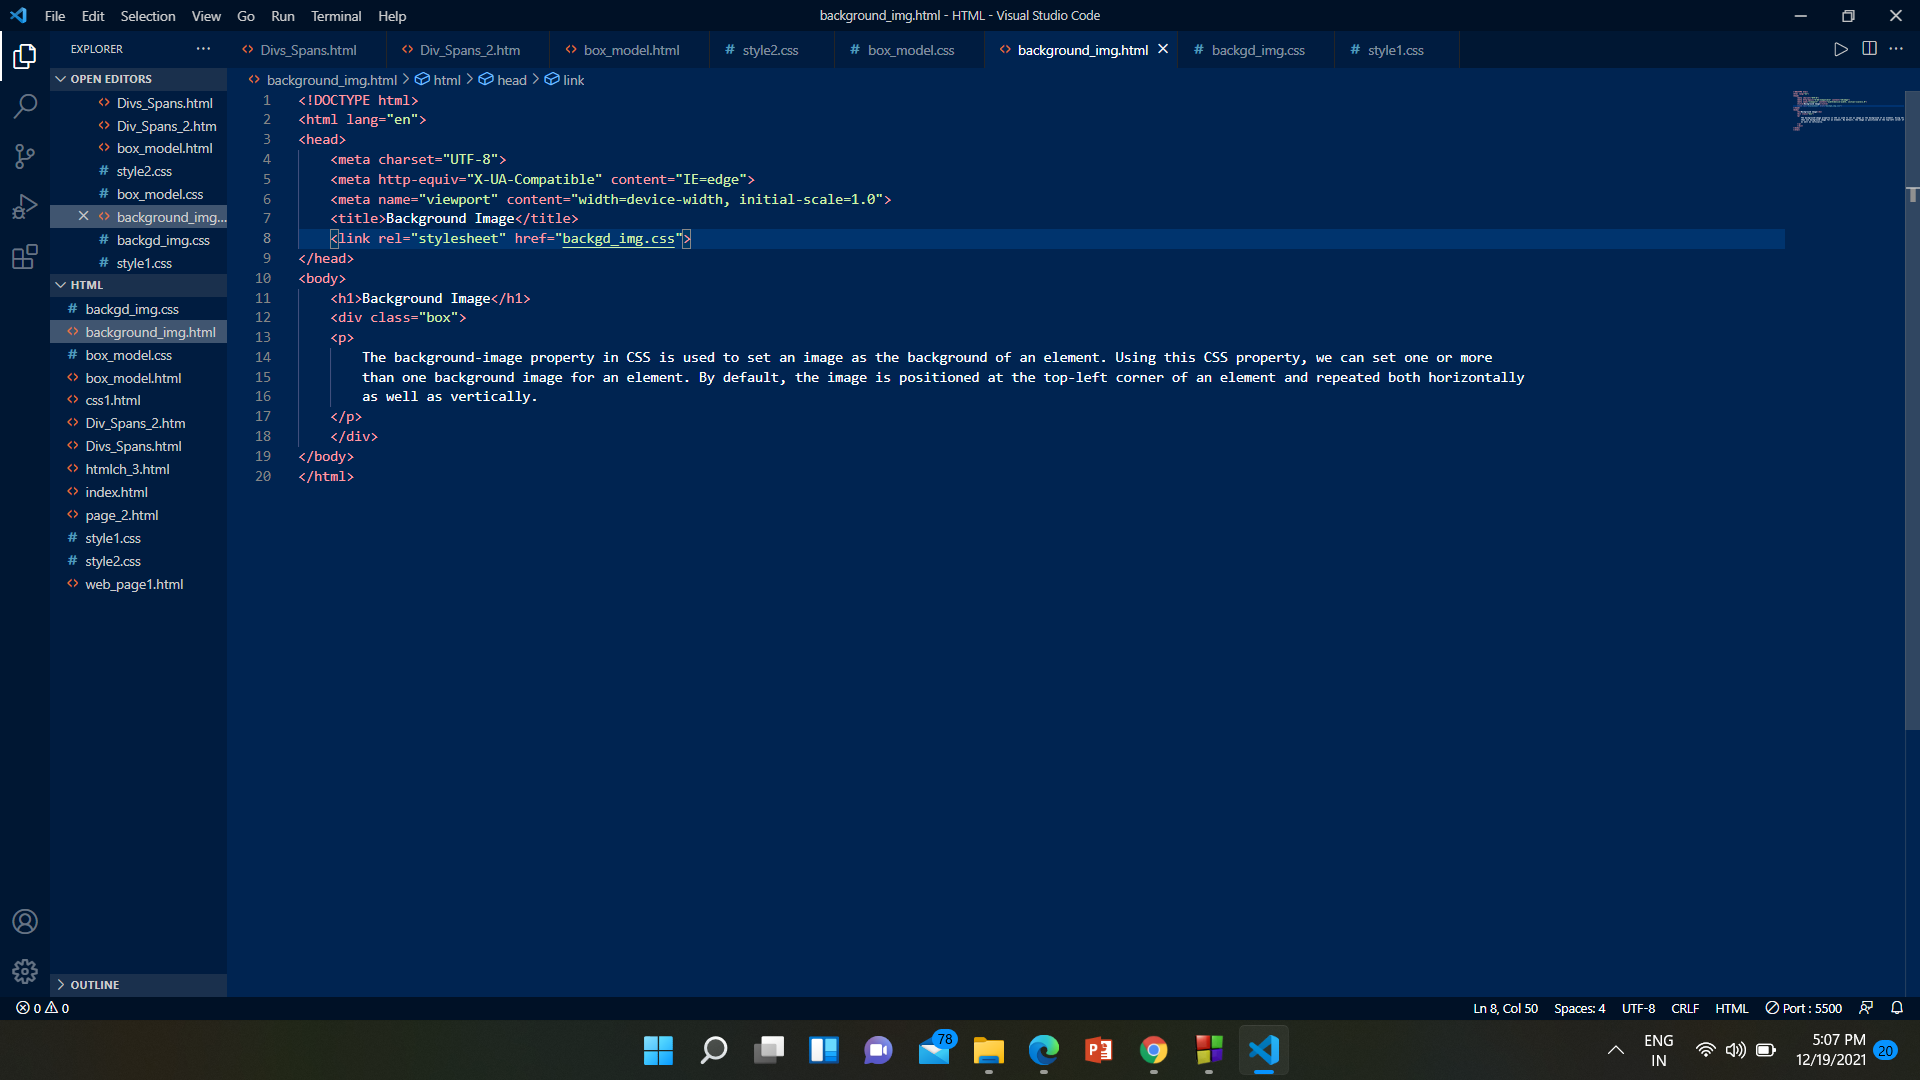 File Edit Selection View Go Run Terminal Help
background_img.html - HTML - Visual Studio Code
EXPLORER
Divs_Spans.html
Div_Spans_2.htm
box_model.html
style2.css
box_model.css
background_img.html
backgd_img.css
style1.css
OPEN EDITORS
Divs_Spans.html
Div_Spans_2.htm
box_model.html
style2.css
box_model.css
background_img...
backgd_img.css
style1.css
HTML
backgd_img.css
background_img.html
box_model.css
box_model.html
css1.html
Div_Spans_2.htm
Divs_Spans.html
htmlch_3.html
index.html
page_2.html
style1.css
style2.css
web_page1.html
OUTLINE
background_img.html > html > head > link
1 <!DOCTYPE html>
2 <html lang="en">
3 <head>
4 <meta charset="UTF-8">
5 <meta http-equiv="X-UA-Compatible" content="IE=edge">
6 <meta name="viewport" content="width=device-width, initial-scale=1.0">
7 <title>Background Image</title>
8 <link rel="stylesheet" href="backgd_img.css">
9 </head>
10 <body>
11 <h1>Background Image</h1>
12 <div class="box">
13 <p>
14 The background-image property in CSS is used to set an image as the background of an element. Using this CSS property, we can set one or more
15 than one background image for an element. By default, the image is positioned at the top-left corner of an element and repeated both horizontally
16 as well as vertically.
17 </p>
18 </div>
19 </body>
20 </html>
0 0
Ln 8, Col 50 Spaces: 4 UTF-8 CRLF HTML Port : 5500
78
ENG
IN
5:07 PM
12/19/2021
20